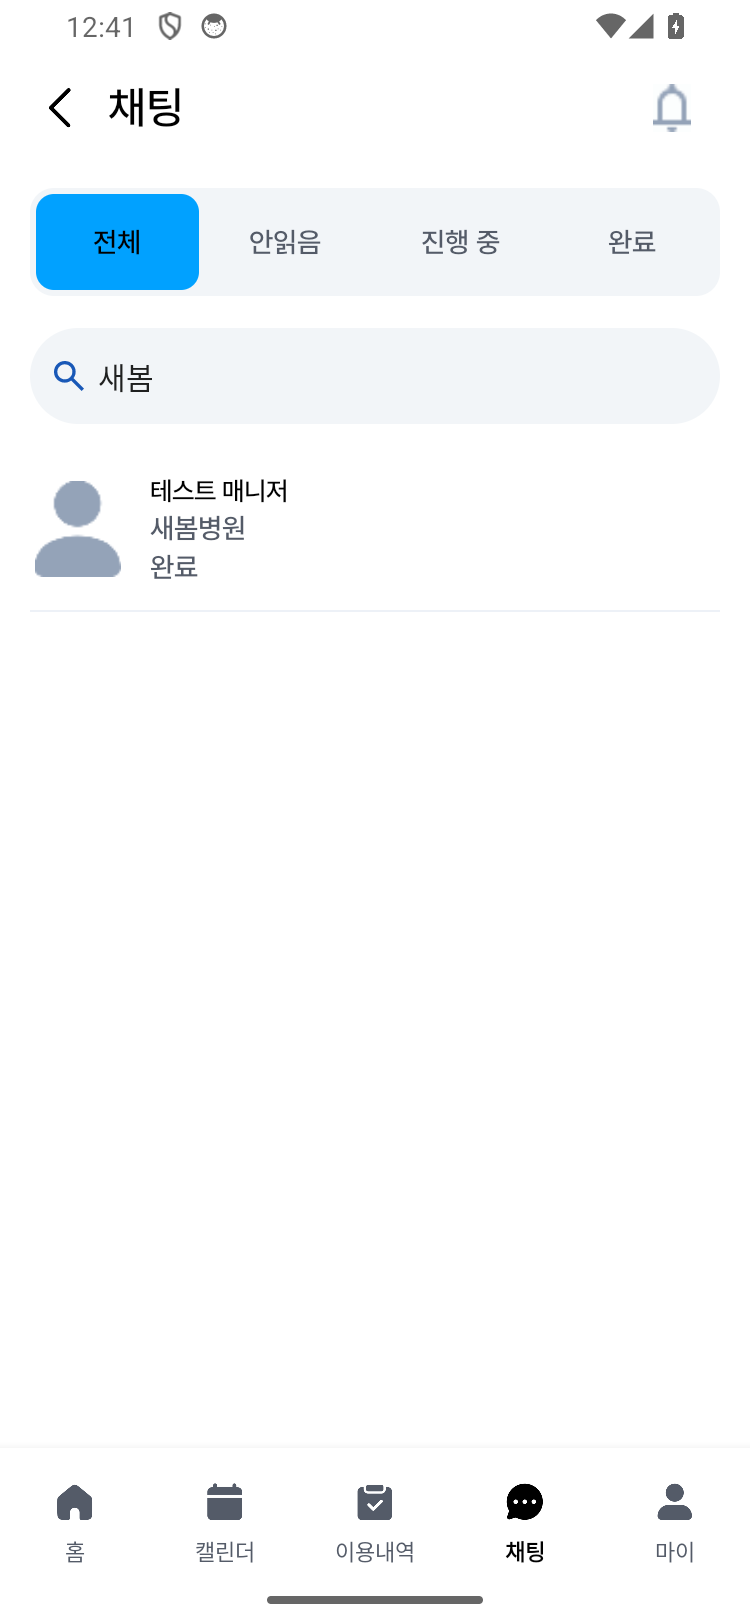 12:41
채팅
전체 안읽음 진행 중 완료
새봄
테스트 매니저
새봄병원
완료
홈 캘린더 이용내역 채팅 마이